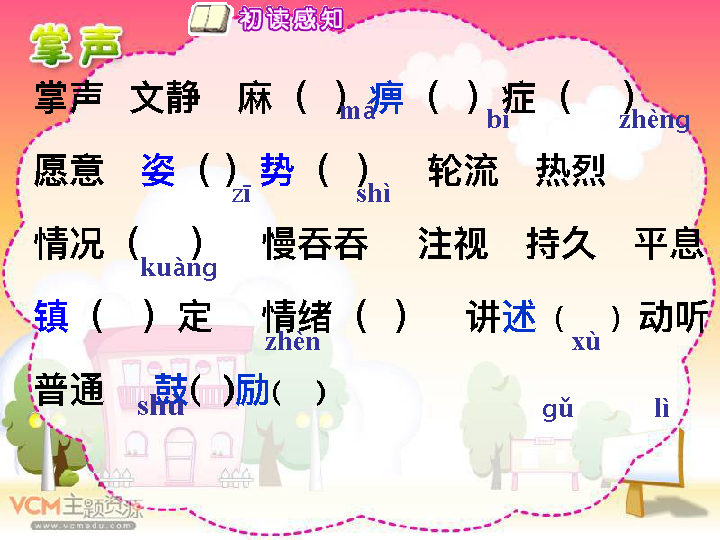 初读感知
掌声
掌声 文静 麻（ ）痹（ ）症（ ）
má bì zhèng
愿意 姿（ ）势（ ） 轮流 热烈
zī shì
情况（ ） 慢吞吞 注视 持久 平息
kuàng
镇（ ）定 情绪（ ） 讲述（ ）动听
zhèn xù
普通 鼓( )励( )
shù gǔ lì
VCM主题资源
www.vcmedu.com